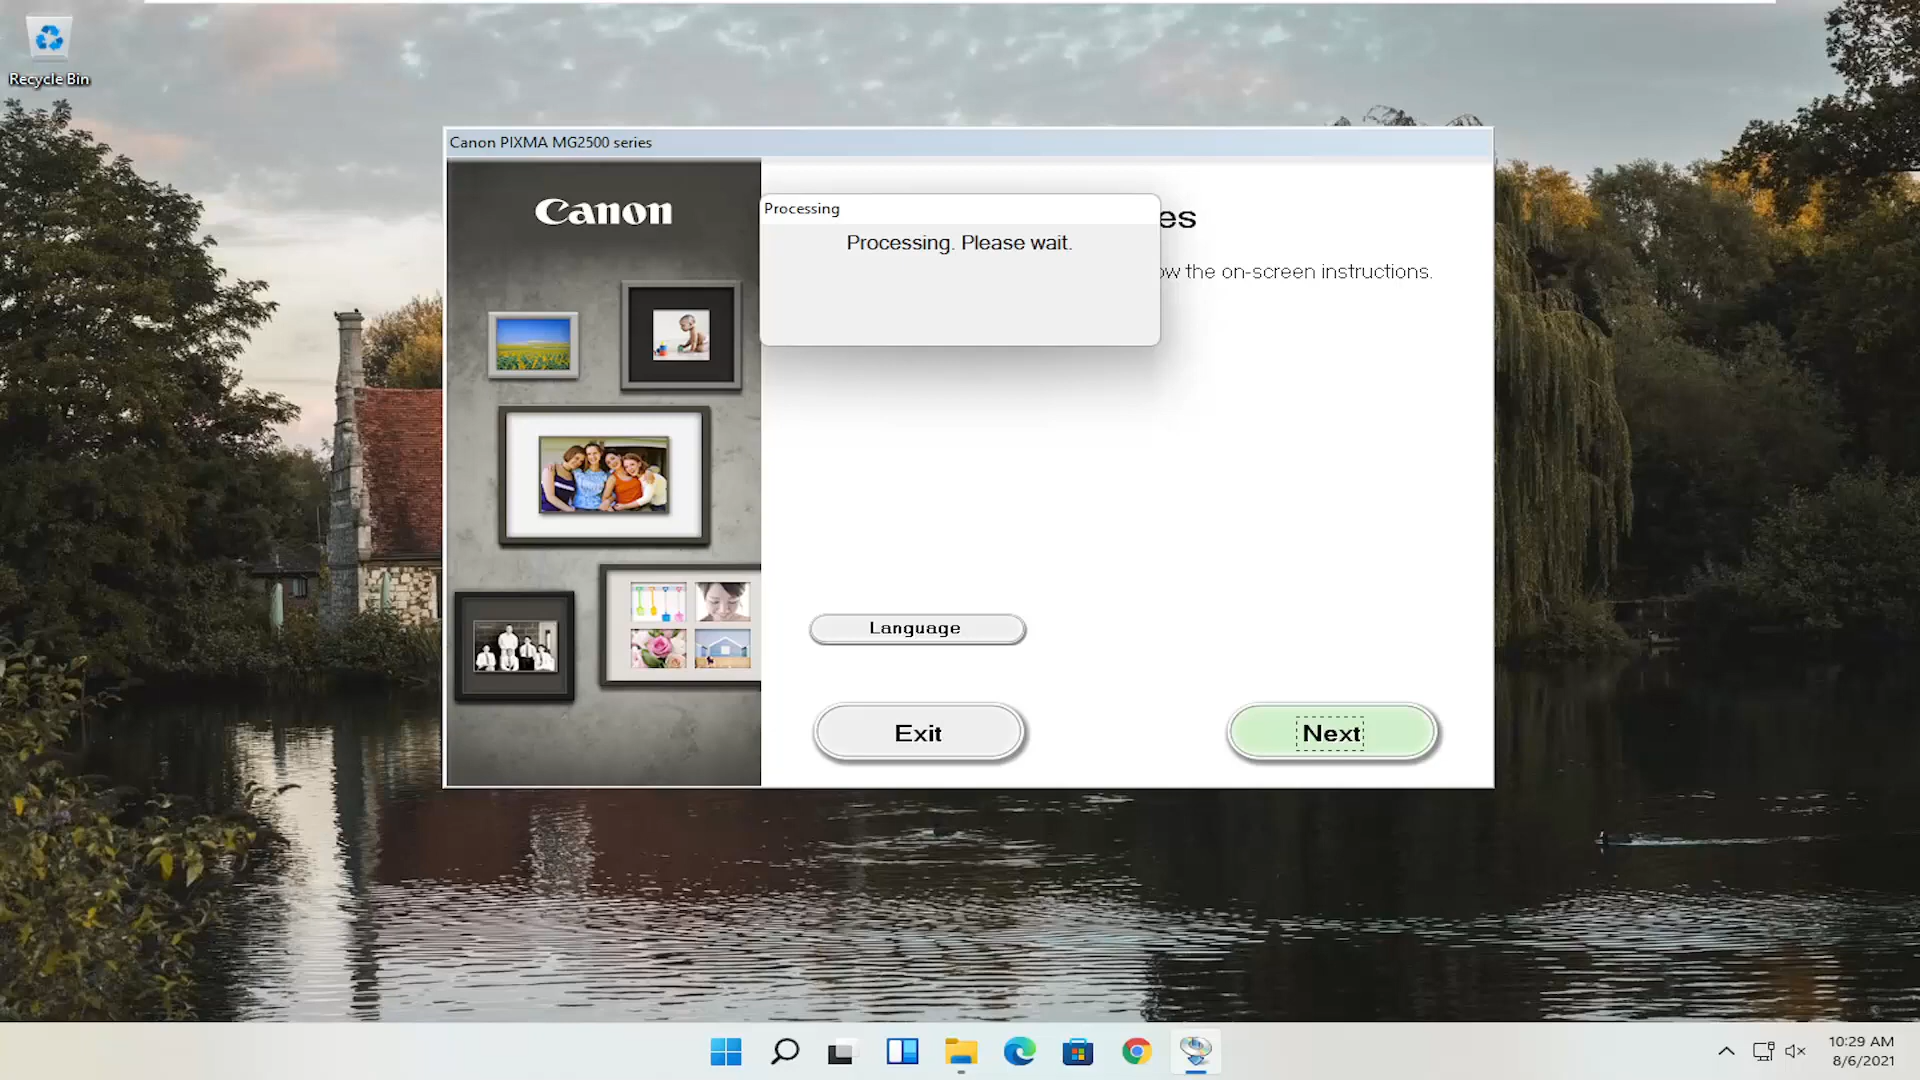 Recycle Bin
Canon PIXMA MG2500 series
Canon
Processing
Processing. Please wait.
es
ow the on-screen instructions.
Language
Exit
Next
10:29 AM
8/6/2021